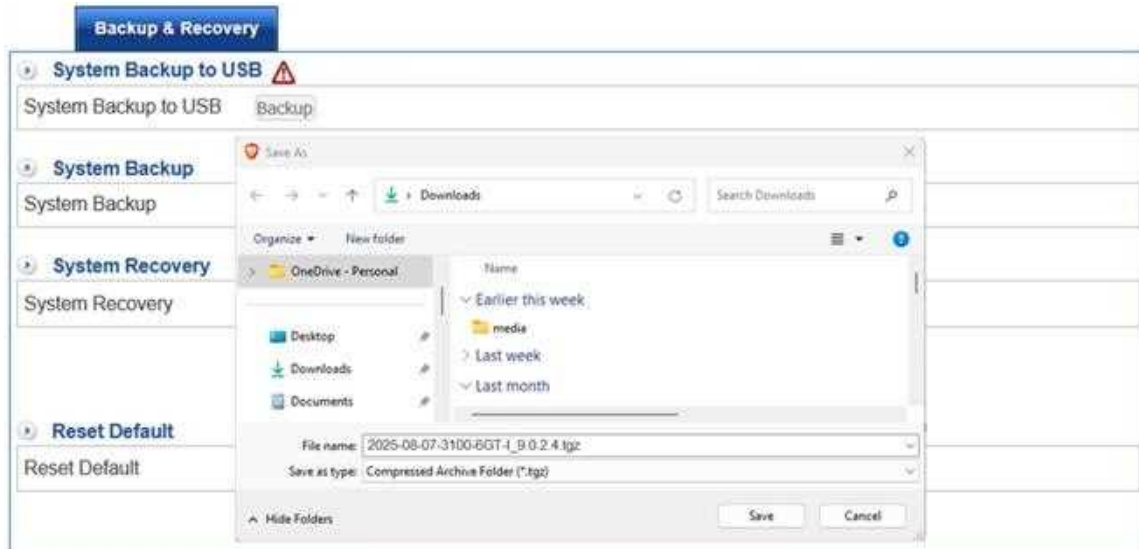 Backup & Recovery
System Backup to USB
System Backup to USB Backup
System Backup
System Backup
System Recovery
System Recovery
Reset Default
Reset Default
Save As
Downloads
Search Downloads
Organize New folder
OneDrive - Personal
Desktop
Downloads
Documents
Name
Earlier this week
media
Last week
Last month
File name: 2025-08-07-3100-6GT-I_9.0.2.4.tgz
Save as type: Compressed Archive Folder (*.tgz)
Hide Folders Save Cancel